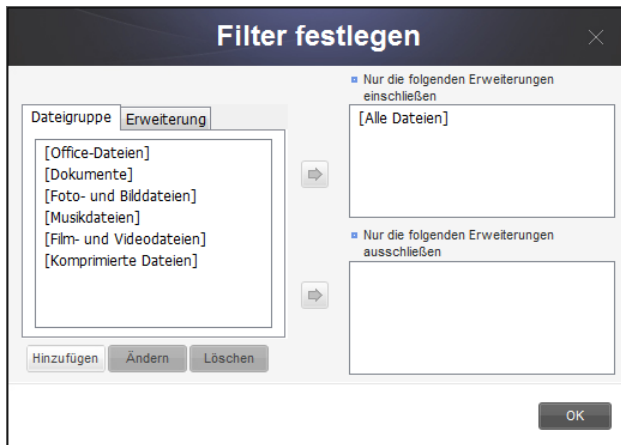 Filter festlegen
Dateigruppe
Erweiterung
[Office-Dateien]
[Dokumente]
[Foto- und Bilddateien]
[Musikdateien]
[Film- und Videodateien]
[Komprimierte Dateien]
Hinzufügen
Ändern
Löschen
Nur die folgenden Erweiterungen
einschließen
[Alle Dateien]
Nur die folgenden Erweiterungen
ausschließen
OK